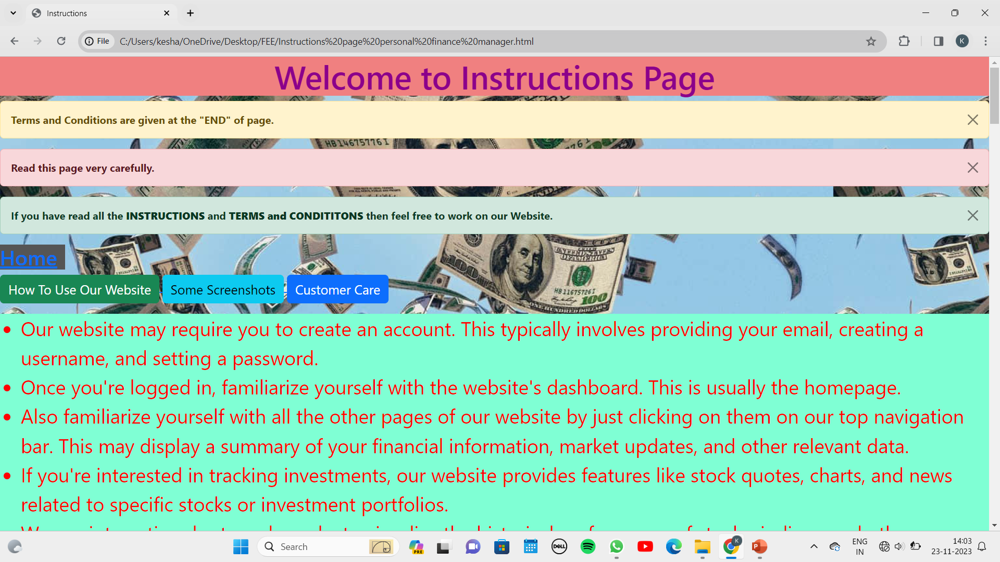 Instructions
File
C:/Users/kesha/OneDrive/Desktop/FEE/Instructions%20page%20personal%20finance%20manager.html
K
Welcome to Instructions Page
Terms and Conditions are given at the "END" of page.
HB14675776I
Read this page very carefully.
If you have read all the INSTRUCTIONS and TERMS and CONDITITONS then feel free to work on our Website.
Home
How To Use Our Website
Some Screenshots
Customer Care
HB11675726I
100
Our website may require you to create an account. This typically involves providing your email, creating a
username, and setting a password.
Once you're logged in, familiarize yourself with the website's dashboard. This is usually the homepage.
Also familiarize yourself with all the other pages of our website by just clicking on them on our top navigation
bar. This may display a summary of your financial information, market updates, and other relevant data.
If you're interested in tracking investments, our website provides features like stock quotes, charts, and news
related to specific stocks or investment portfolios.
Search
PRE
DELL
K
P
ENG
IN
14:03
23-11-2023